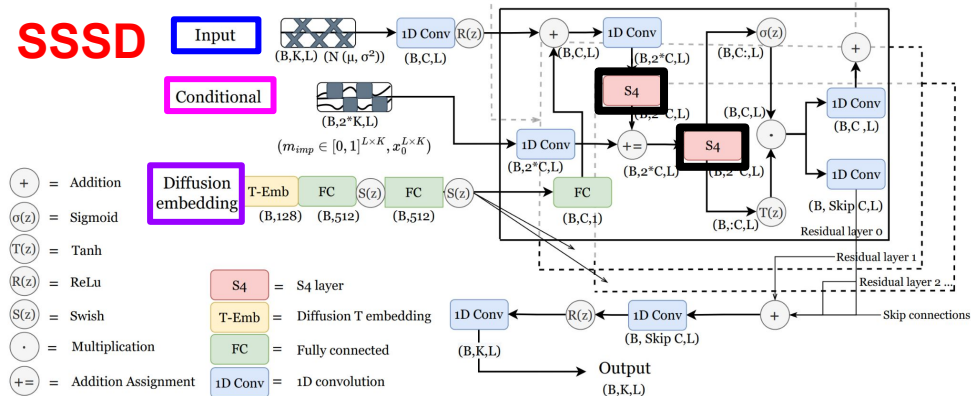 SSSD
Input
(B,K,L) (N (μ, σ²))
1D Conv
(B,C,L)
R(z)
+
(B,C,L)
1D Conv
(B,2*C,L)
σ(z)
(B,C:,L)
+
Conditional
(B,2*K,L)
(m_imp ∈ [0, 1]^{L×K}, x_0^{L×K})
S4
(B,2*C,L)
1D Conv
(B,2*C,L)
+=
(B,2*C,L)
S4
(B,2*C,L)
(B,C,L)
·
1D Conv
(B,C ,L)
1D Conv
(B, Skip C,L)
T(z)
(B,:C,L)
Diffusion
embedding
T-Emb
(B,128)
FC
(B,512)
S(z)
FC
(B,512)
S(z)
FC
(B,C,1)
Residual layer 0
Residual layer 1
Residual layer 2 ...
Skip connections
+
1D Conv
(B, Skip C,L)
R(z)
1D Conv
(B,K,L)
Output
(B,K,L)
+ = Addition
σ(z) = Sigmoid
T(z) = Tanh
R(z) = ReLu
S(z) = Swish
· = Multiplication
+= = Addition Assignment
S4 = S4 layer
T-Emb = Diffusion T embedding
FC = Fully connected
1D Conv = 1D convolution